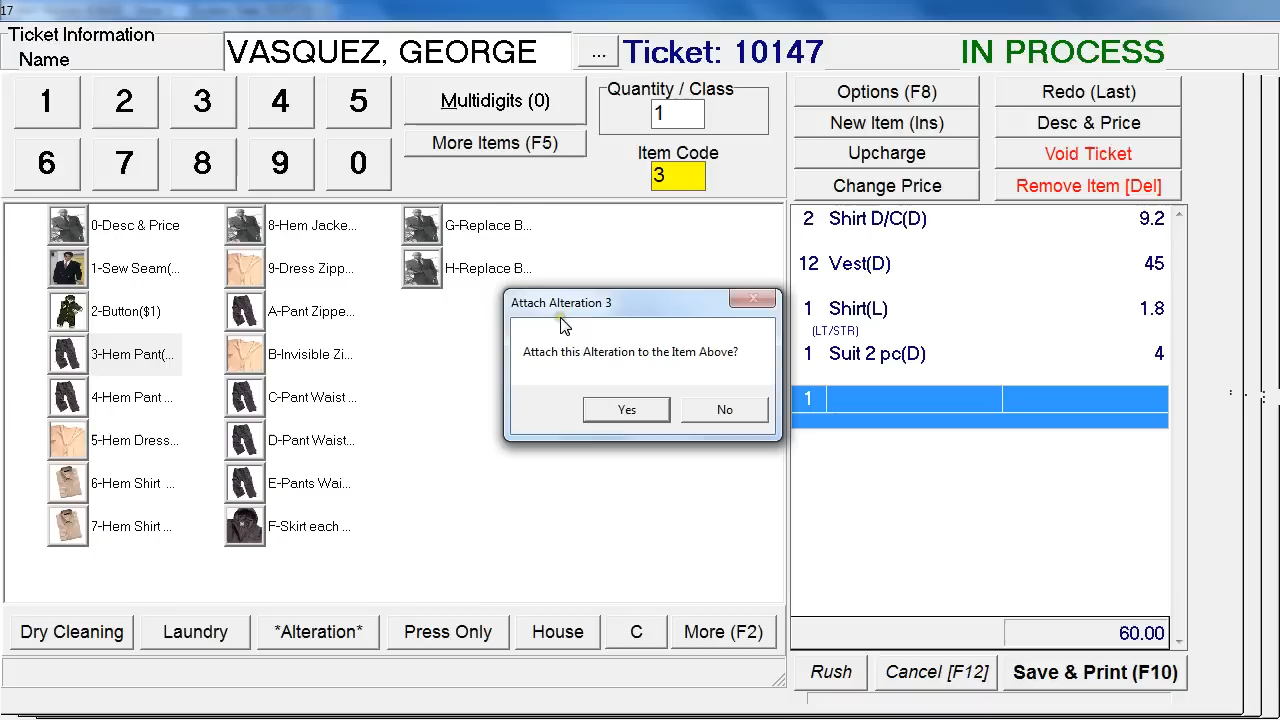 17
Ticket Information
Name
VASQUEZ, GEORGE
...
Ticket: 10147
IN PROCESS
1
2
3
4
5
Multidigits (0)
6
7
8
9
0
More Items (F5)
Quantity / Class
1
Item Code
3
Options (F8)
Redo (Last)
New Item (Ins)
Desc & Price
Upcharge
Void Ticket
Change Price
Remove Item [Del]
0-Desc & Price
1-Sew Seam(...
2-Button($1)
3-Hem Pant(...
4-Hem Pant ...
5-Hem Dress...
6-Hem Shirt ...
7-Hem Shirt ...
8-Hem Jacke...
9-Dress Zipp...
A-Pant Zippe...
B-Invisible Zi...
C-Pant Waist...
D-Pant Waist...
E-Pants Wai...
F-Skirt each ...
G-Replace B...
H-Replace B...
Attach Alteration 3
Attach this Alteration to the Item Above?
Yes
No
2 Shirt D/C(D) 9.2
12 Vest(D) 45
1 Shirt(L) 1.8
(LT/STR)
1 Suit 2 pc(D) 4
1
60.00
Dry Cleaning
Laundry
*Alteration*
Press Only
House
C
More (F2)
Rush
Cancel [F12]
Save & Print (F10)